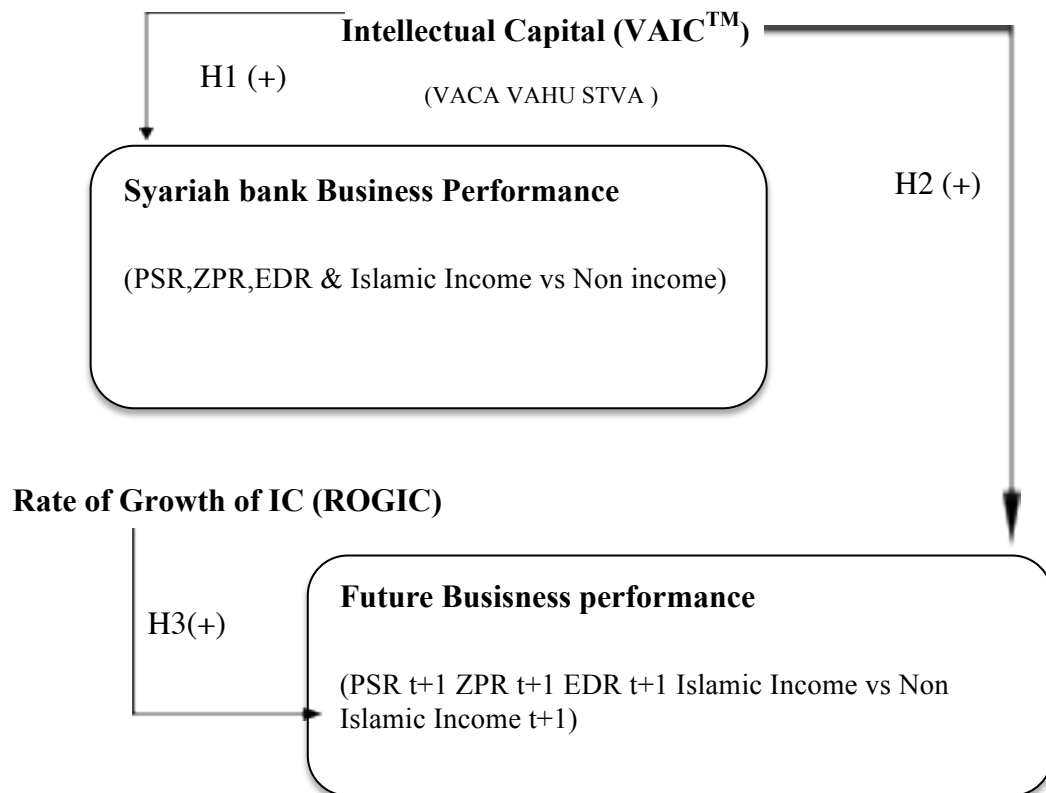 Intellectual Capital (VAIC™)
H1 (+)
(VACA VAHU STVA )
Syariah bank Business Performance
H2 (+)
(PSR,ZPR,EDR & Islamic Income vs Non income)
Rate of Growth of IC (ROGIC)
Future Busisness performance
H3(+)
(PSR t+1 ZPR t+1 EDR t+1 Islamic Income vs Non
Islamic Income t+1)